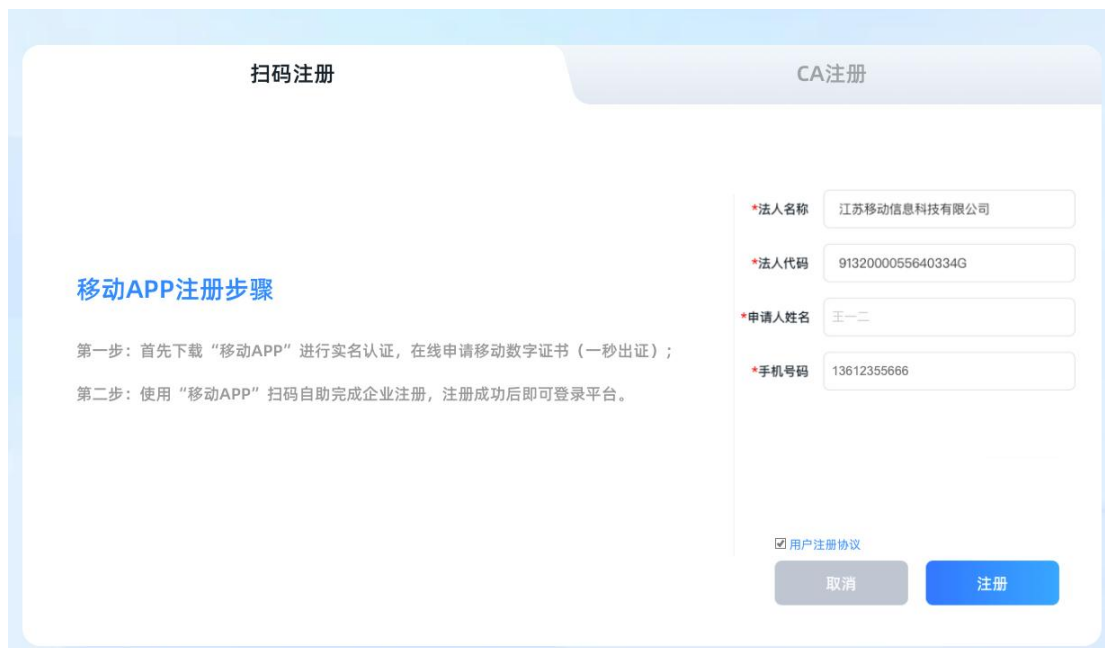 扫码注册
CA注册
移动APP注册步骤
第一步：首先下载“移动APP”进行实名认证，在线申请移动数字证书（一秒出证）；
第二步：使用“移动APP”扫码自助完成企业注册，注册成功后即可登录平台。
*法人名称 江苏移动信息科技有限公司
*法人代码 91320000055640334G
*申请人姓名 王一二
*手机号码 13612355666
用户注册协议
取消 注册